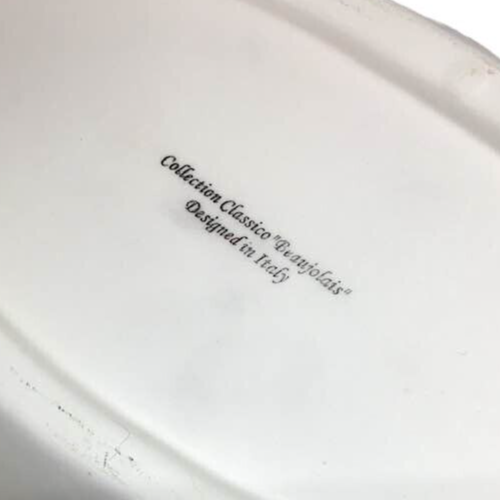 Collection Classico "Beaujolais"
Designed in Italy